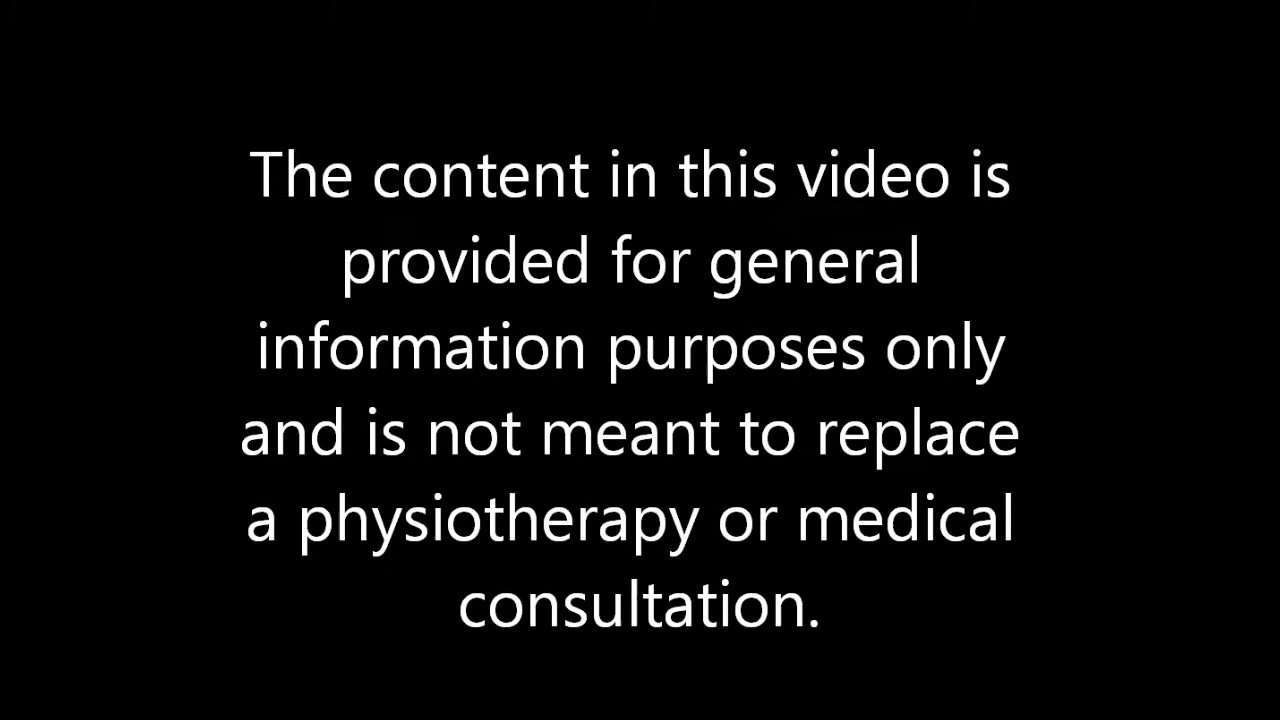 The content in this video is
provided for general
information purposes only
and is not meant to replace
a physiotherapy or medical
consultation.